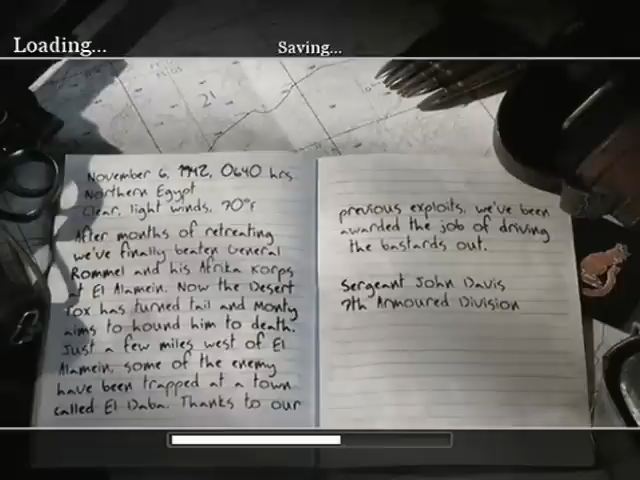 Loading...
Saving...
November 6, 1942, 0640 hrs
Northern Egypt
Clear, light winds, 70°F
After months of retreating
we've finally beaten General
Rommel and his Afrika Korps
at El Alamein. Now the Desert
Fox has turned tail and Monty
aims to hound him to death.
Just a few miles west of El
Alamein, some of the enemy
have been trapped at a town
called El Daba. Thanks to our
previous exploits, we've been
awarded the job of driving
the bastards out.
Sergeant John Davis
7th Armoured Division